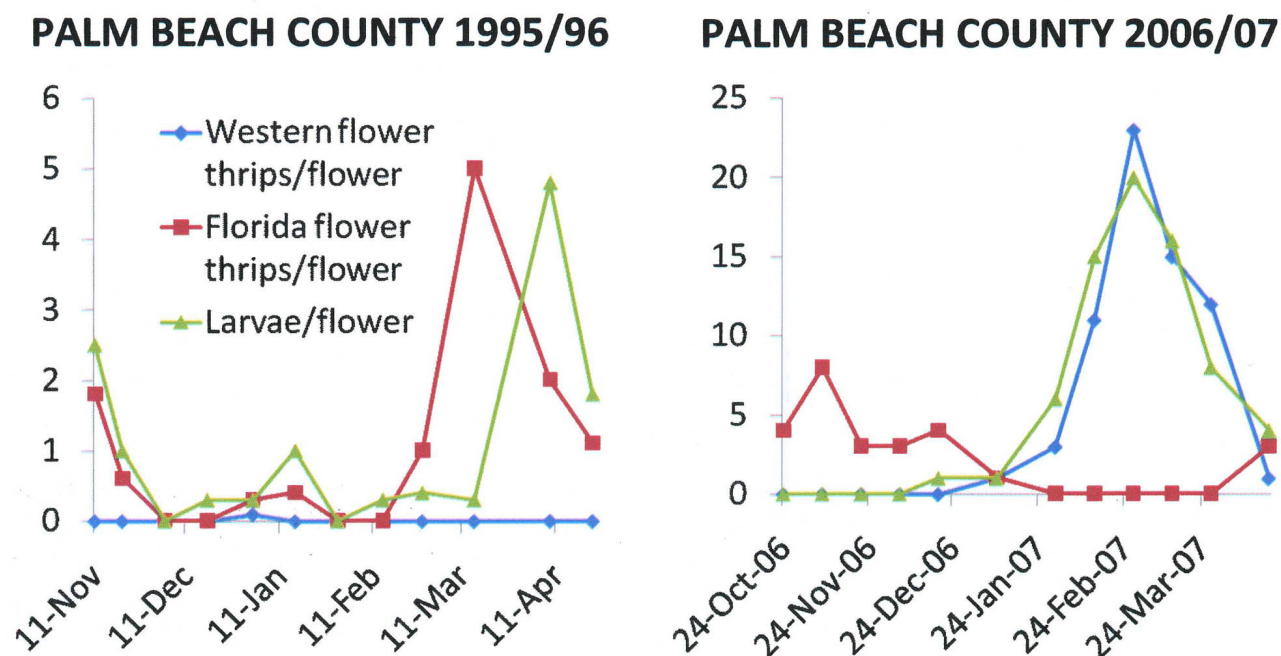 PALM BEACH COUNTY 1995/96
6
5
4
3
2
1
0
Western flower
thrips/flower
Florida flower
thrips/flower
Larvae/flower
11-Nov
11-Dec
11-Jan
11-Feb
11-Mar
11-Apr
PALM BEACH COUNTY 2006/07
25
20
15
10
5
0
24-Oct-06
24-Nov-06
24-Dec-06
24-Jan-07
24-Feb-07
24-Mar-07